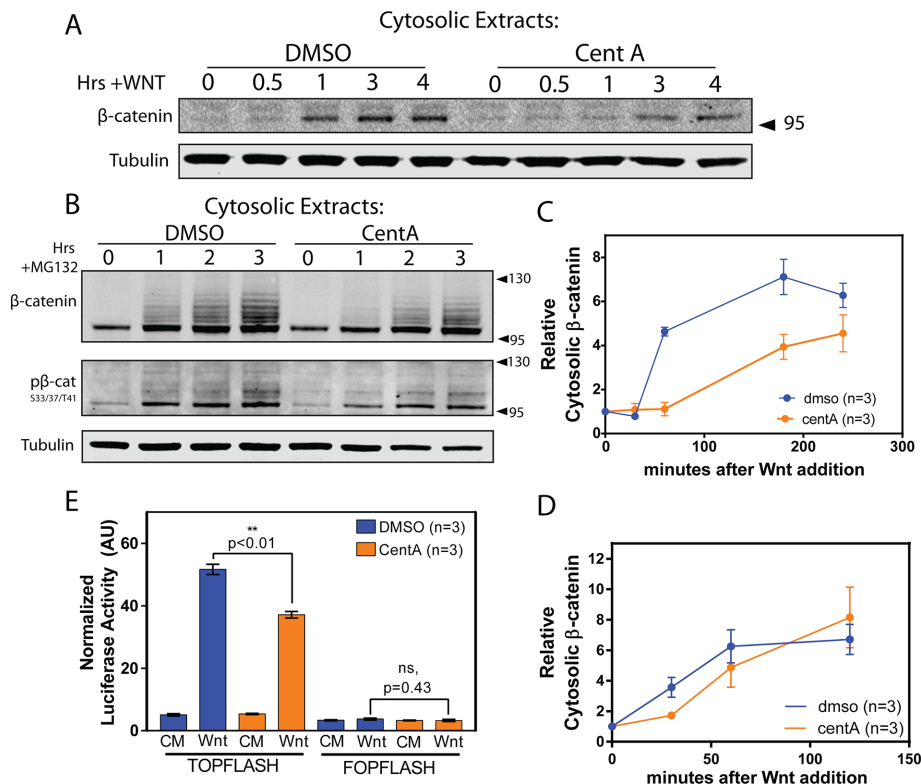 A
Cytosolic Extracts:
DMSO Cent A
Hrs +WNT 0 0.5 1 3 4 0 0.5 1 3 4
β-catenin
95
Tubulin
B
Cytosolic Extracts:
DMSO CentA
Hrs
+MG132
0 1 2 3 0 1 2 3
130
β-catenin
95
130
pβ-cat
S33/37/T41
95
Tubulin
C
Relative
Cytosolic β-catenin
8
6
4
2
0
dmso (n=3)
centA (n=3)
0 100 200 300
minutes after Wnt addition
E
Normalized
Luciferase Activity (AU)
60
40
20
0
DMSO (n=3)
CentA (n=3)
**
p<0.01
ns,
p=0.43
CM Wnt CM Wnt CM Wnt CM Wnt
TOPFLASH FOPFLASH
D
Relative
Cytosolic β-catenin
12
10
8
6
4
2
0
dmso (n=3)
centA (n=3)
0 50 100 150
minutes after Wnt addition